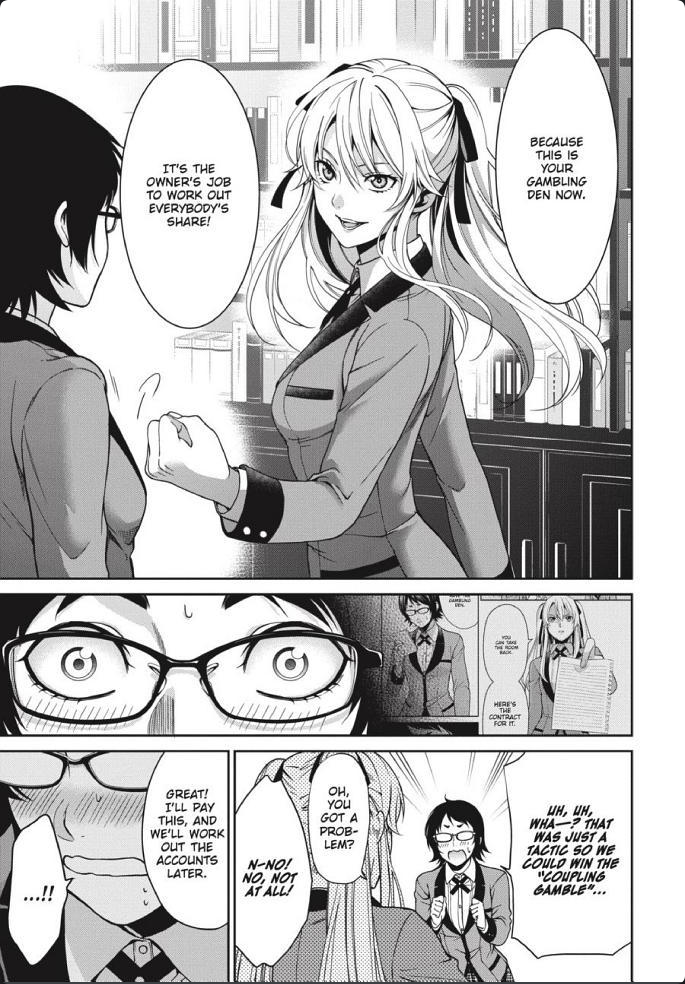 BECAUSE
THIS IS
YOUR
GAMBLING
DEN NOW.
IT'S THE
OWNER'S JOB
TO WORK OUT
EVERYBODY'S
SHARE!
YOU CAN
TAKE
THE ROOM
BACK.
HERE'S
THE
CONTRACT
FOR IT.
GAMBLING
DEN.
UH, UH,
WHA—? THAT
WAS JUST A
TACTIC SO WE
COULD WIN THE
"COUPLING
GAMBLE"...
OH,
YOU
GOT A
PROB-
LEM?
N-NO!
NO, NOT
AT ALL!
GREAT!
I'LL PAY
THIS, AND
WE'LL WORK
OUT THE
ACCOUNTS
LATER.
...!!